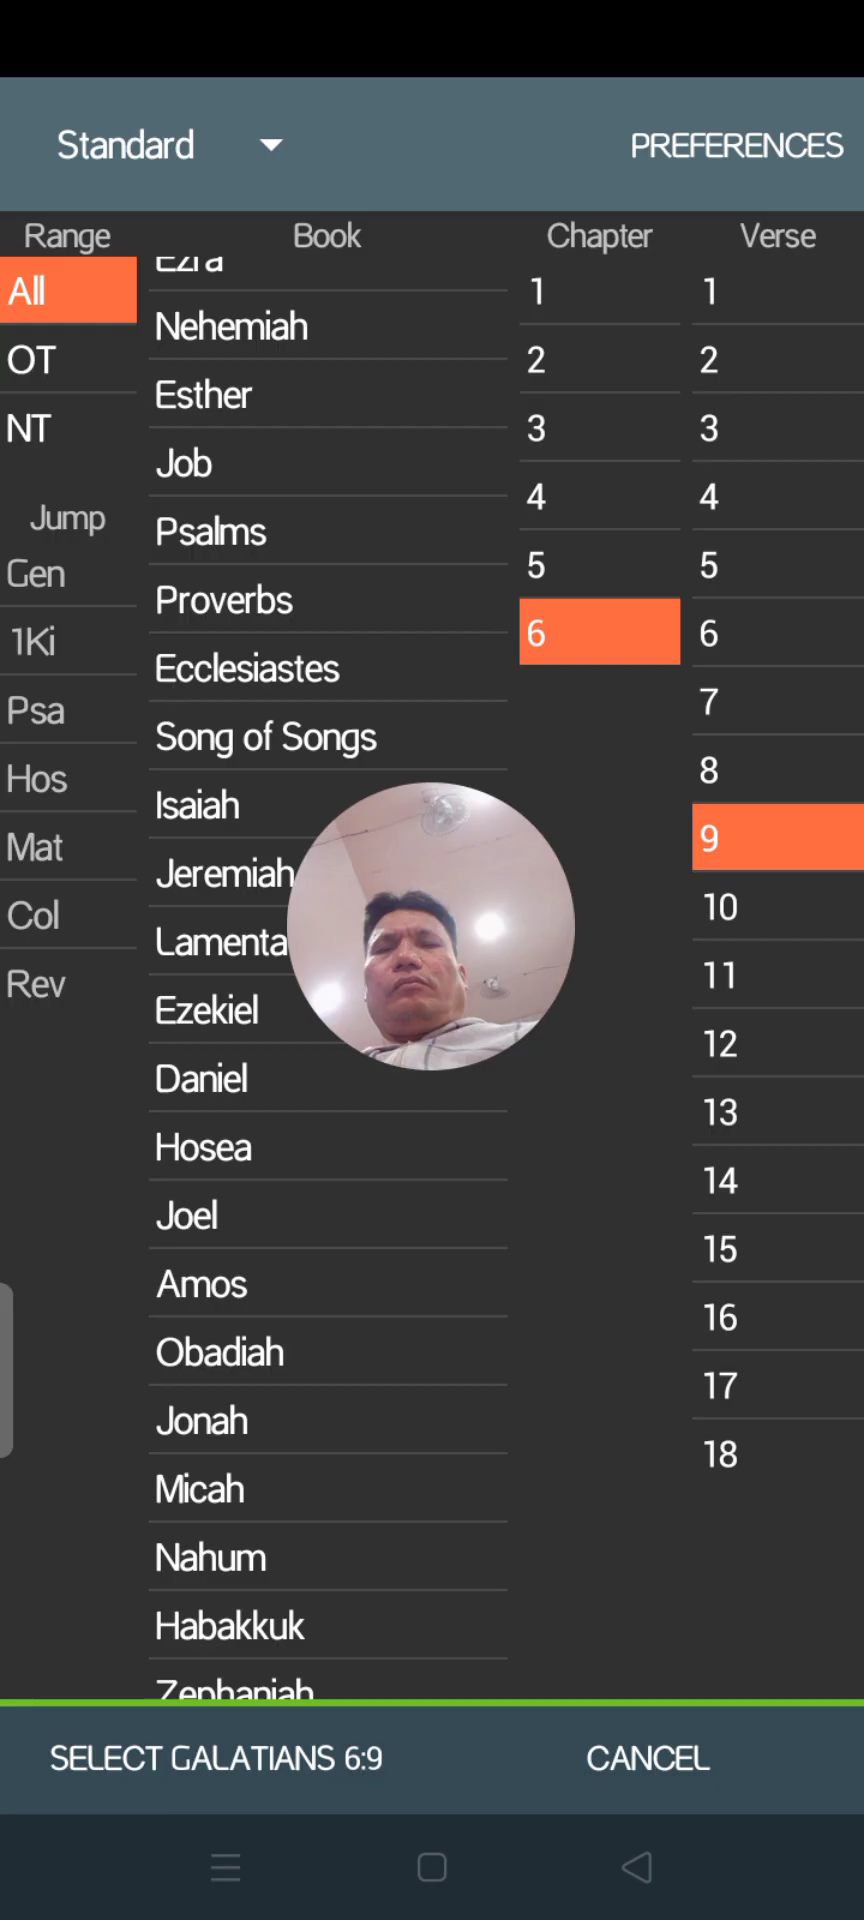 Standard
PREFERENCES
Range
Book
Chapter
Verse
All
OT
NT
Jump
Gen
1Ki
Psa
Hos
Mat
Col
Rev
Ezra
Nehemiah
Esther
Job
Psalms
Proverbs
Ecclesiastes
Song of Songs
Isaiah
Jeremiah
Lamenta
Ezekiel
Daniel
Hosea
Joel
Amos
Obadiah
Jonah
Micah
Nahum
Habakkuk
Zephaniah
1
2
3
4
5
6
1
2
3
4
5
6
7
8
9
10
11
12
13
14
15
16
17
18
SELECT GALATIANS 6:9
CANCEL